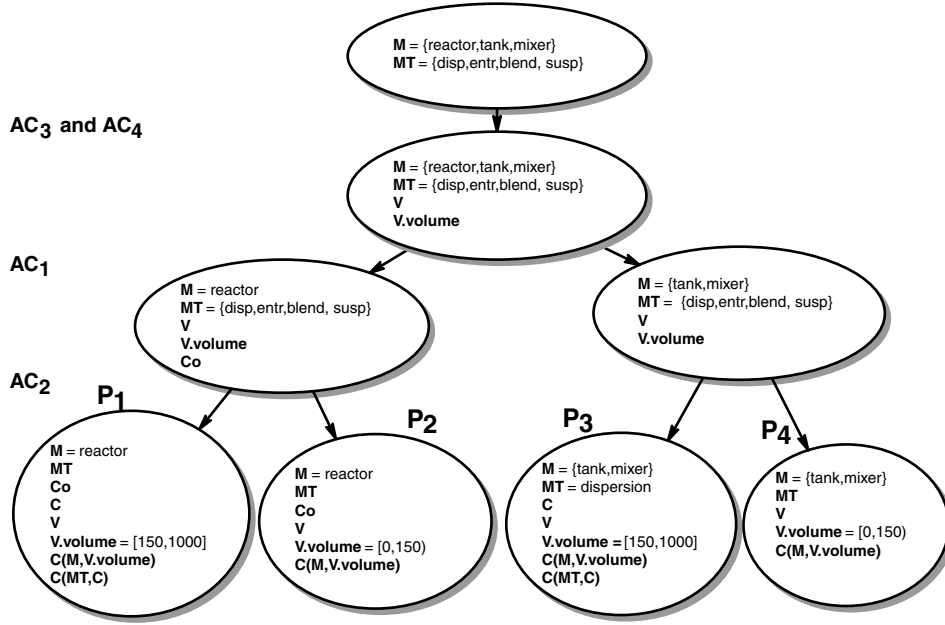 M = {reactor,tank,mixer}
MT = {disp,entr,blend, susp}
AC3 and AC4
M = {reactor,tank,mixer}
MT = {disp,entr,blend, susp}
V
V.volume
AC1
M = reactor
MT = {disp,entr,blend, susp}
V
V.volume
Co
M = {tank,mixer}
MT = {disp,entr,blend, susp}
V
V.volume
AC2
P1
M = reactor
MT
Co
C
V
V.volume = [150,1000]
C(M,V.volume)
C(MT,C)
P2
M = reactor
MT
Co
V
V.volume = [0,150)
C(M,V.volume)
P3
M = {tank,mixer}
MT = dispersion
C
V
V.volume = [150,1000]
C(M,V.volume)
C(MT,C)
P4
M = {tank,mixer}
MT
V
V.volume = [0,150)
C(M,V.volume)